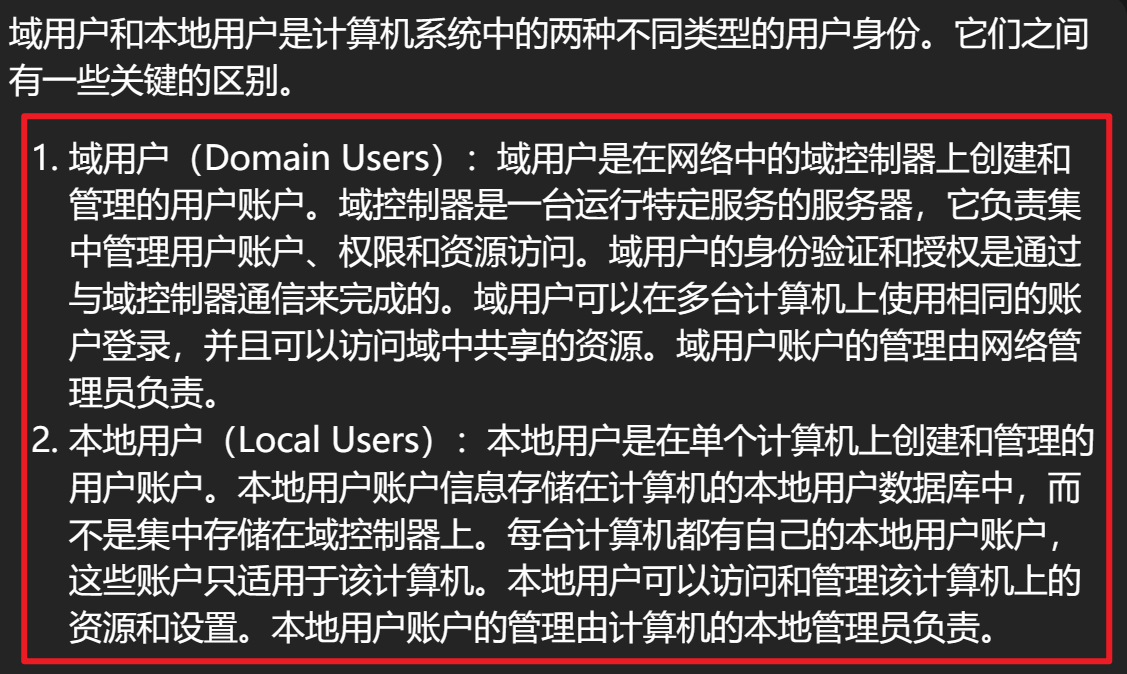 域用户和本地用户是计算机系统中的两种不同类型的用户身份。它们之间
有一些关键的区别。
1. 域用户（Domain Users）：域用户是在网络中的域控制器上创建和
管理的用户账户。域控制器是一台运行特定服务的服务器，它负责集
中管理用户账户、权限和资源访问。域用户的身份验证和授权是通过
与域控制器通信来完成的。域用户可以在多台计算机上使用相同的账
户登录，并且可以访问域中共享的资源。域用户账户的管理由网络管
理员负责。
2. 本地用户（Local Users）：本地用户是在单个计算机上创建和管理的
用户账户。本地用户账户信息存储在计算机的本地用户数据库中，而
不是集中存储在域控制器上。每台计算机都有自己的本地用户账户，
这些账户只适用于该计算机。本地用户可以访问和管理该计算机上的
资源和设置。本地用户账户的管理由计算机的本地管理员负责。